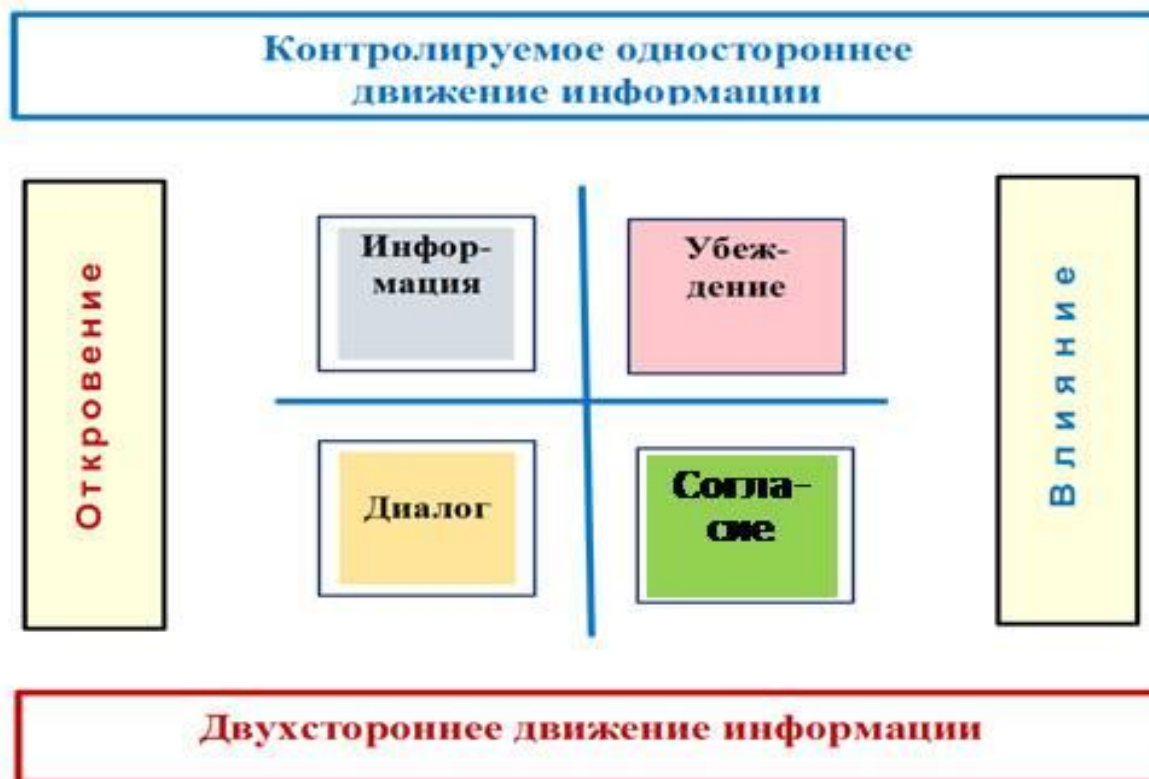 Контролируемое одностороннее
движение информации
Откровение
Инфор-
мация
Убеж-
дение
Влияние
Диалог
Согла-
сие
Двухстороннее движение информации